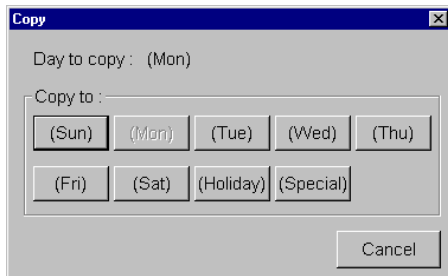 Copy
Day to copy : (Mon)
Copy to :
(Sun) (Mon) (Tue) (Wed) (Thu)
(Fri) (Sat) (Holiday) (Special)
Cancel